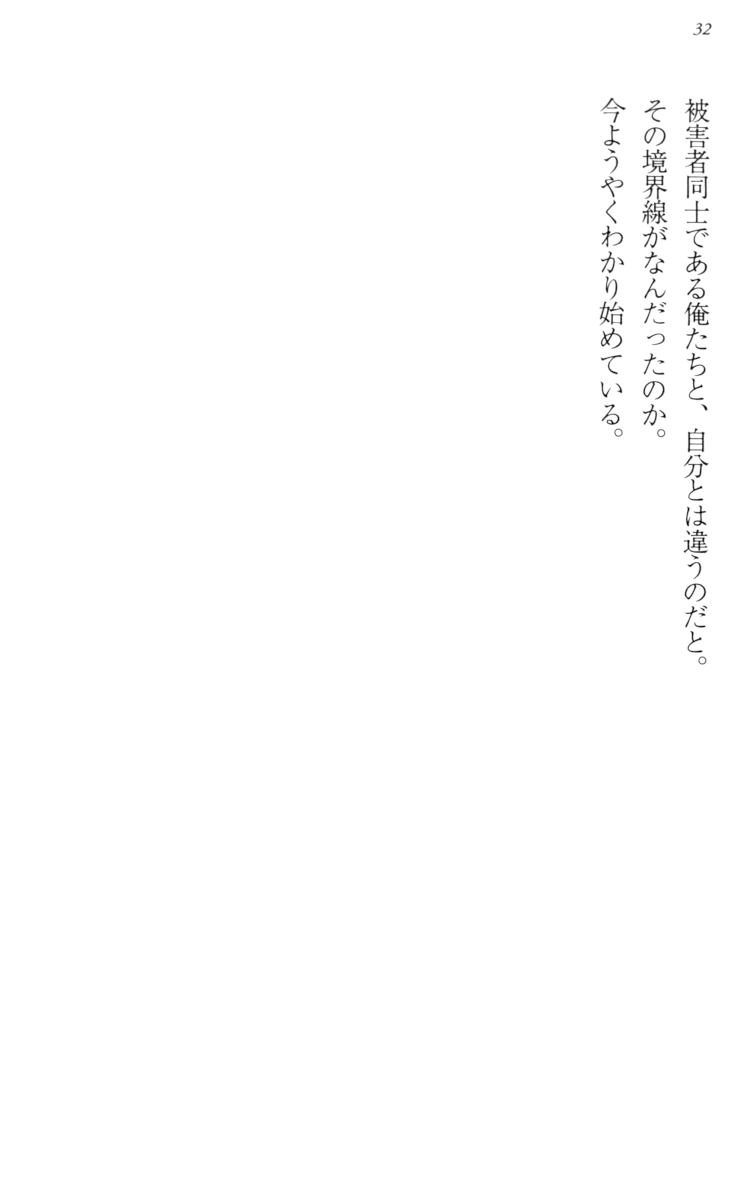 32
被害者同士である俺たちと、自分とは違うのだと。
その境界線がなんだったのか。
今ようやくわかり始めている。